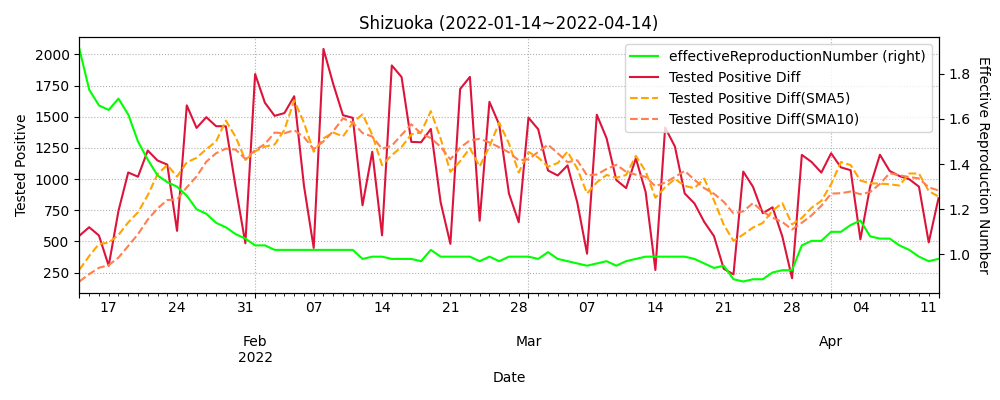 Shizuoka (2022-01-14~2022-04-14)
effectiveReproductionNumber (right)
Tested Positive Diff
Tested Positive Diff(SMA5)
Tested Positive Diff(SMA10)
Tested Positive
2000
1750
1500
1250
1000
750
500
250
1.8
1.6
1.4
1.2
1.0
Effective Reproduction Number
17 24 31 07 14 21 28 07 14 21 28 04 11
Feb Mar Apr
2022
Date